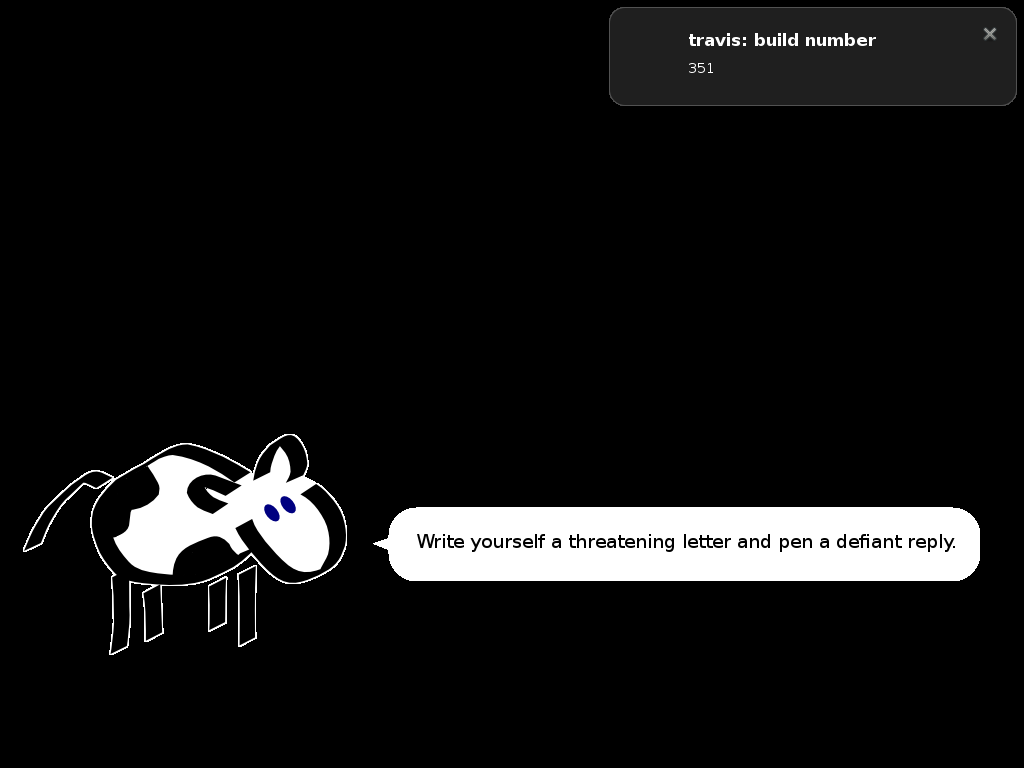 travis: build number
351
Write yourself a threatening letter and pen a defiant reply.